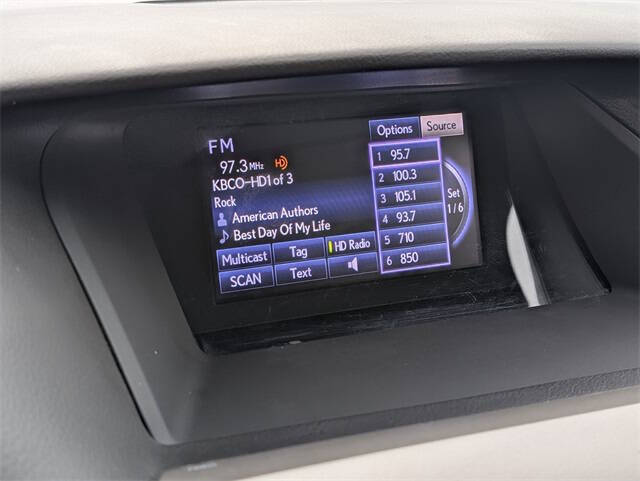 FM
97.3 MHz HD
KBCO-HD1 of 3
Rock
American Authors
Best Day Of My Life
Multicast Tag HD Radio
SCAN Text
Options Source
1 95.7
2 100.3
3 105.1
4 93.7
5 710
6 850
Set
1/6